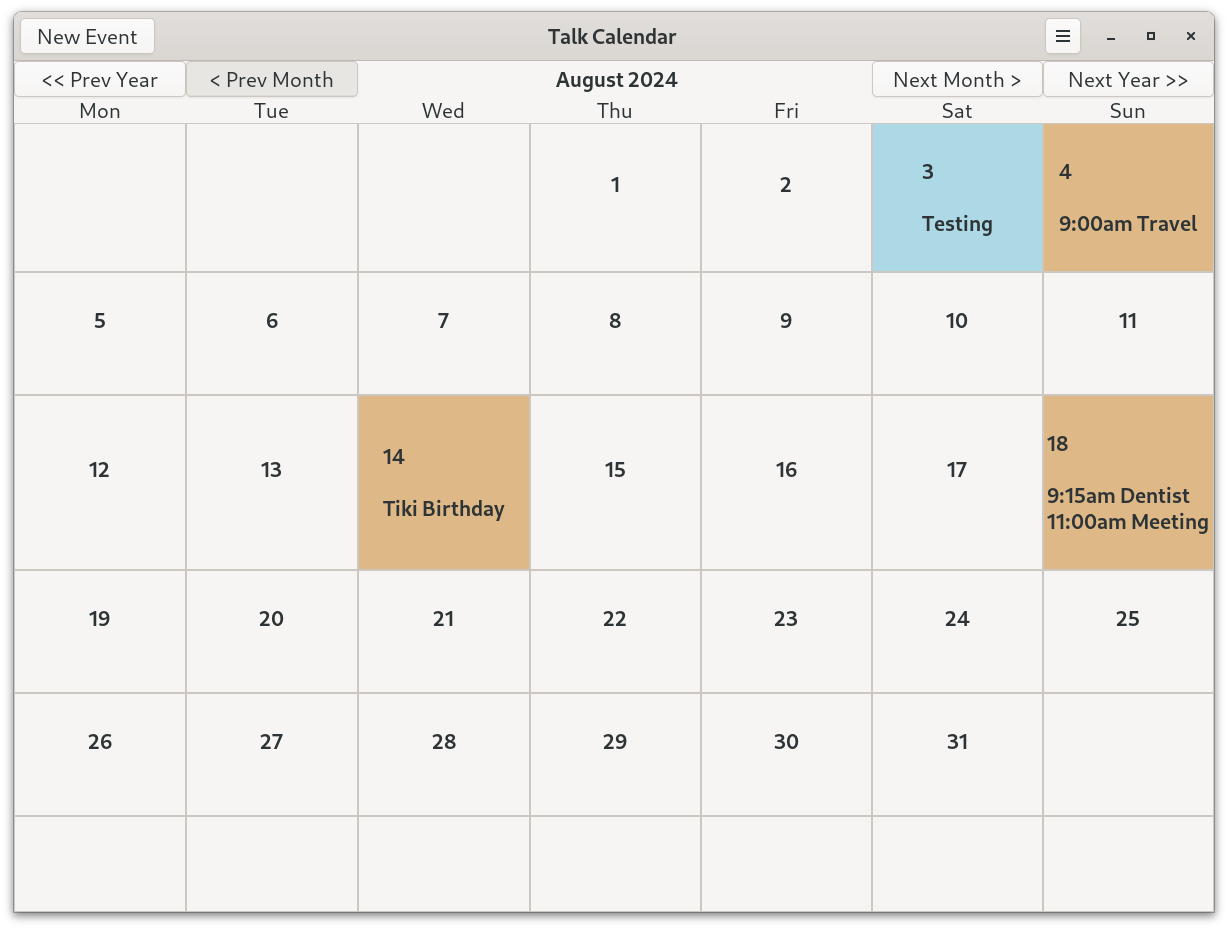 New Event
Talk Calendar
<< Prev Year
< Prev Month
August 2024
Next Month >
Next Year >>
Mon Tue Wed Thu Fri Sat Sun
1 2 3 4
Testing
9:00am Travel
5 6 7 8 9 10 11
12 13 14 15 16 17 18
Tiki Birthday
9:15am Dentist
11:00am Meeting
19 20 21 22 23 24 25
26 27 28 29 30 31